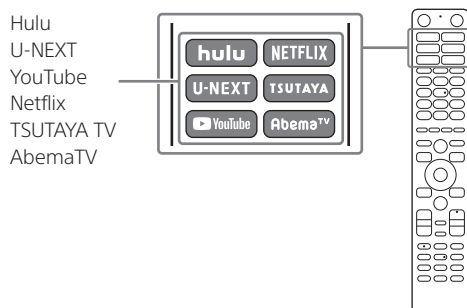 Hulu
U-NEXT
YouTube
Netflix
TSUTAYA TV
AbemaTV
hulu NETFLIX
U-NEXT TSUTAYA
YouTube AbemaTV